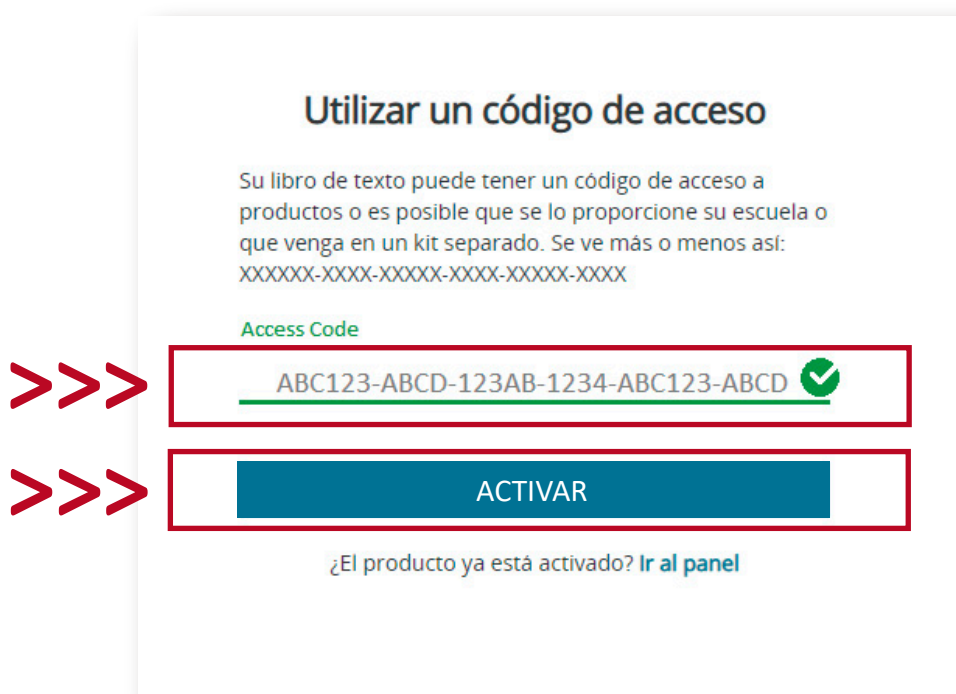 Utilizar un código de acceso
Su libro de texto puede tener un código de acceso a
productos o es posible que se lo proporcione su escuela o
que venga en un kit separado. Se ve más o menos así:
XXXXXX-XXXX-XXXXX-XXXX-XXXXX-XXXX
Access Code
>>> ABC123-ABCD-123AB-1234-ABC123-ABCD
>>> ACTIVAR
¿El producto ya está activado? Ir al panel